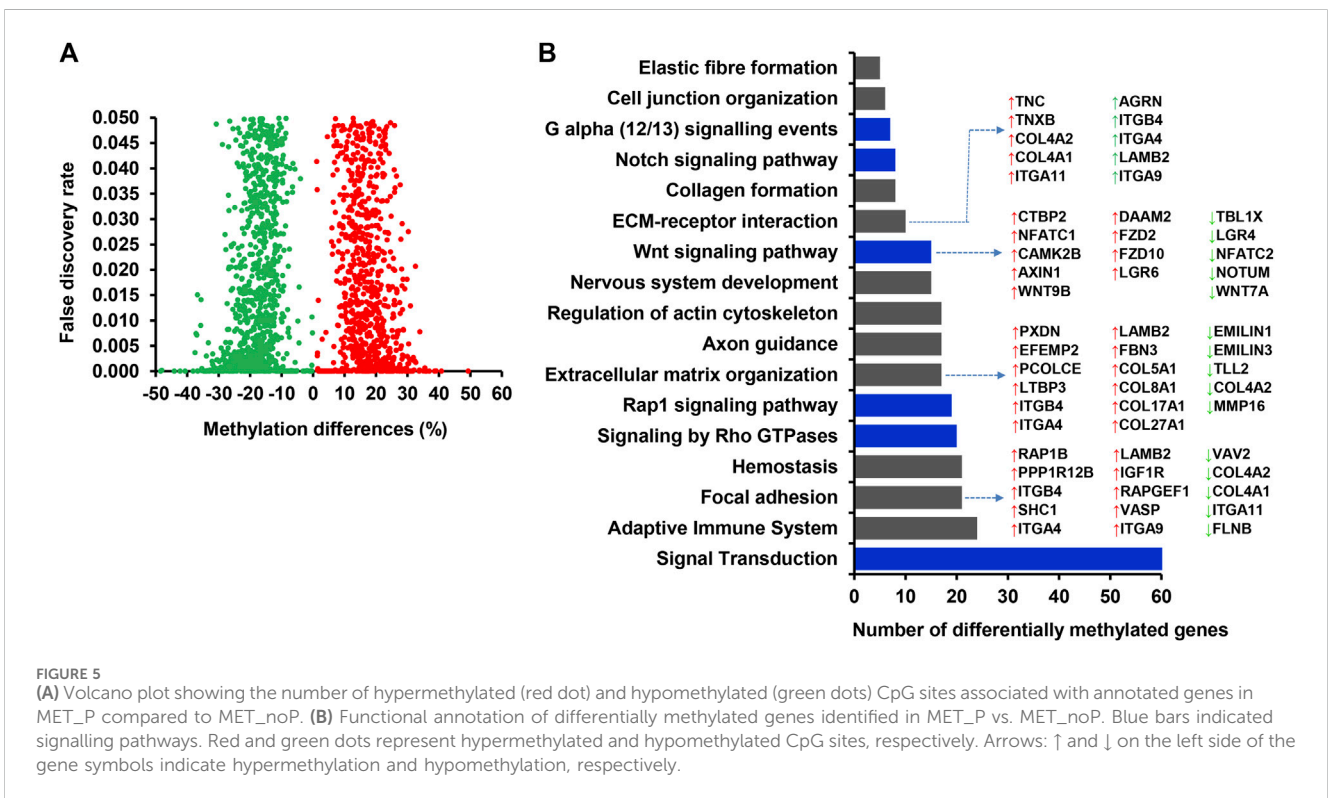 A
0.050
0.045
0.040
0.035
0.030
0.025
0.020
0.015
0.010
0.005
0.000
False discovery rate
-50 -40 -30 -20 -10 0 10 20 30 40 50 60
Methylation differences (%)
B
Elastic fibre formation
Cell junction organization
G alpha (12/13) signalling events
Notch signaling pathway
Collagen formation
ECM-receptor interaction
Wnt signaling pathway
Nervous system development
Regulation of actin cytoskeleton
Axon guidance
Extracellular matrix organization
Rap1 signaling pathway
Signaling by Rho GTPases
Hemostasis
Focal adhesion
Adaptive Immune System
Signal Transduction
0 10 20 30 40 50 60
Number of differentially methylated genes
↑TNC ↑AGRN
↑TNXB ↑ITGB4
↑COL4A2 ↑ITGA4
↑COL4A1 ↑LAMB2
↑ITGA11 ↑ITGA9
↑CTBP2 ↑DAAM2 ↓TBL1X
↑NFATC1 ↑FZD2 ↓LGR4
↑CAMK2B ↑FZD10 ↓NFATC2
↑AXIN1 ↑LGR6 ↓NOTUM
↑WNT9B ↓WNT7A
↑PXDN ↑LAMB2 ↓EMILIN1
↑EFEMP2 ↑FBN3 ↓EMILIN3
↑PCOLCE ↑COL5A1 ↓TLL2
↑LTBP3 ↑COL8A1 ↓COL4A2
↑ITGB4 ↑COL17A1 ↓MMP16
↑ITGA4 ↑COL27A1
↑RAP1B ↑LAMB2 ↓VAV2
↑PPP1R12B ↑IGF1R ↓COL4A2
↑ITGB4 ↑RAPGEF1 ↓COL4A1
↑SHC1 ↑VASP ↓ITGA11
↑ITGA4 ↑ITGA9 ↓FLNB
FIGURE 5
(A) Volcano plot showing the number of hypermethylated (red dot) and hypomethylated (green dots) CpG sites associated with annotated genes in
MET_P compared to MET_noP. (B) Functional annotation of differentially methylated genes identified in MET_P vs. MET_noP. Blue bars indicated
signalling pathways. Red and green dots represent hypermethylated and hypomethylated CpG sites, respectively. Arrows: ↑ and ↓ on the left side of the
gene symbols indicate hypermethylation and hypomethylation, respectively.